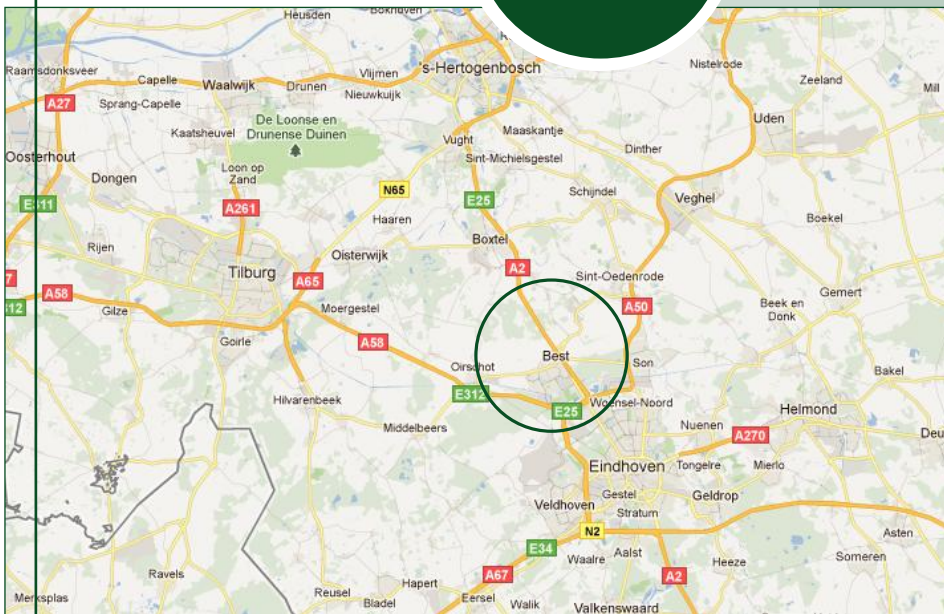 Heusden
Bokhoven
Nistelrode
's-Hertogenbosch
Raamsdonksveer
Capelle
Waalwijk
Drunen
Vlijmen
Nieuwkuijk
Zeeland
Mill
A27
Sprang-Capelle
De Loonse en
Drunense Duinen
Kaatsheuvel
Maaskantje
Uden
Vught
Dinther
Oosterhout
Sint-Michielsgestel
Loon op
Zand
Dongen
N65
Schijndel
Veghel
E311
A261
E25
Haaren
Boekel
Rijen
Boxtel
Oisterwijk
Tilburg
A2
Sint-Oedenrode
A65
A58
Gilze
Moergestel
A50
Gemert
Beek en
Donk
Goirle
A58
Oirschot
Best
Son
Bakel
Hilvarenbeek
E312
E25
Woensel-Noord
Helmond
Middelbeers
Nuenen
A270
Deu
Eindhoven
Tongelre
Mierlo
Veldhoven
Gestel
Geldrop
Stratum
N2
Asten
E34
Waalre
Aalst
Heeze
Someren
Ravels
A67
A2
Merksplas
Reusel
Hapert
Bladel
Eersel
Walik
Valkenswaard